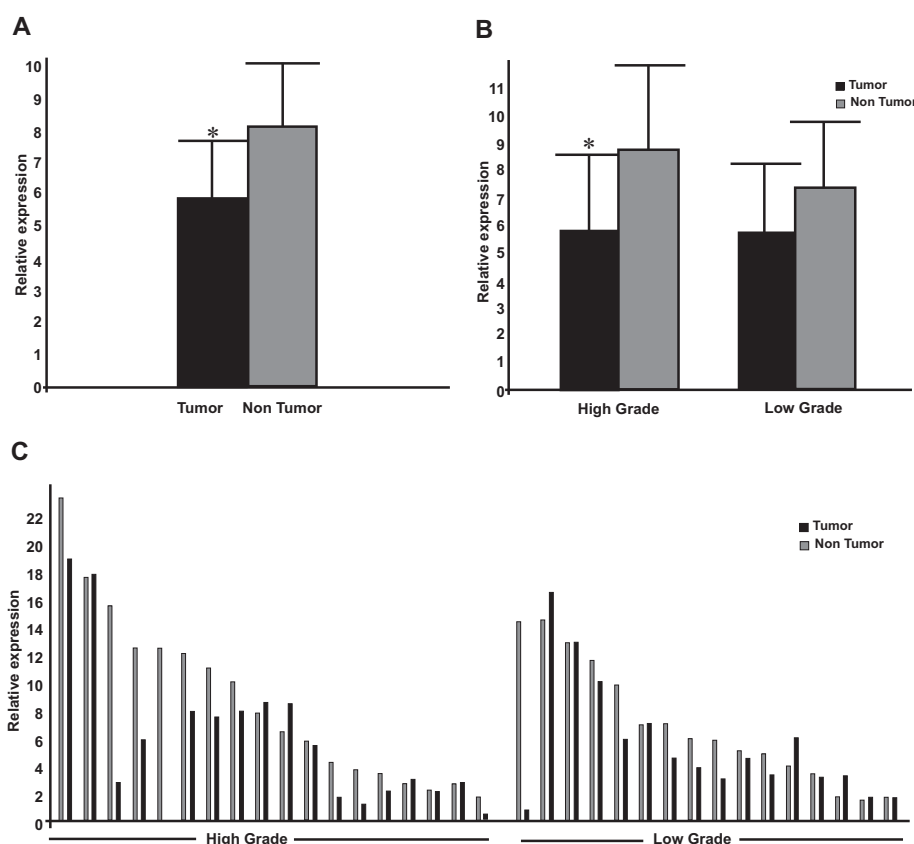 A
10
9
8
7
6
5
4
3
2
1
0
Relative expression
*
Tumor
Non Tumor
B
11
10
9
8
7
6
5
4
3
2
1
0
Relative expression
*
Tumor
Non Tumor
High Grade
Low Grade
C
22
20
18
16
14
12
10
8
6
4
2
0
Relative expression
Tumor
Non Tumor
High Grade
Low Grade